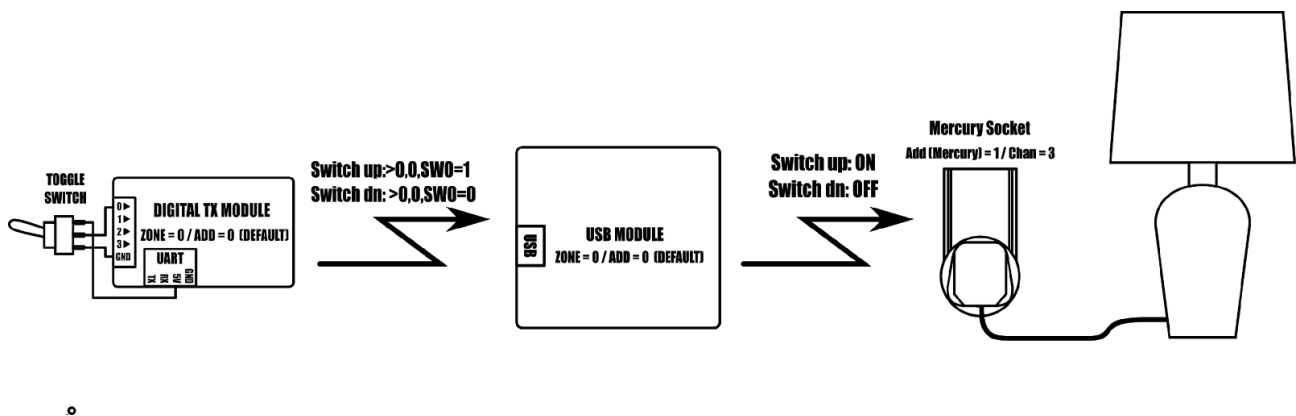 TOGGLE
SWITCH
0
1
2
3
GND
DIGITAL TX MODULE
ZONE = 0 / ADD = 0 (DEFAULT)
UART
TX
RX
5V
GND
Switch up:>0,0,SW0=1
Switch dn: >0,0,SW0=0
USB
USB MODULE
ZONE = 0 / ADD = 0 (DEFAULT)
Switch up: ON
Switch dn: OFF
Mercury Socket
Add (Mercury) = 1 / Chan = 3